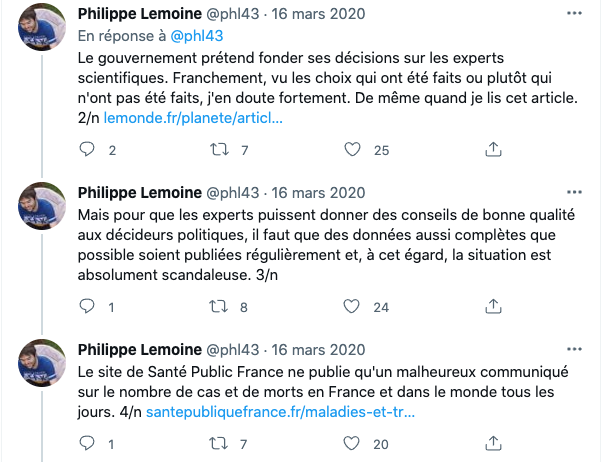 Philippe Lemoine @phl43 · 16 mars 2020
En réponse à @phl43
Le gouvernement prétend fonder ses décisions sur les experts
scientifiques. Franchement, vu les choix qui ont été faits ou plutôt qui
n'ont pas été faits, j'en doute fortement. De même quand je lis cet article.
2/n lemonde.fr/planete/articl...
2 7 25
Philippe Lemoine @phl43 · 16 mars 2020
Mais pour que les experts puissent donner des conseils de bonne qualité
aux décideurs politiques, il faut que des données aussi complètes que
possible soient publiées régulièrement et, à cet égard, la situation est
absolument scandaleuse. 3/n
1 8 24
Philippe Lemoine @phl43 · 16 mars 2020
Le site de Santé Public France ne publie qu'un malheureux communiqué
sur le nombre de cas et de morts en France et dans le monde tous les
jours. 4/n santepubliquefrance.fr/maladies-et-tr...
1 7 20